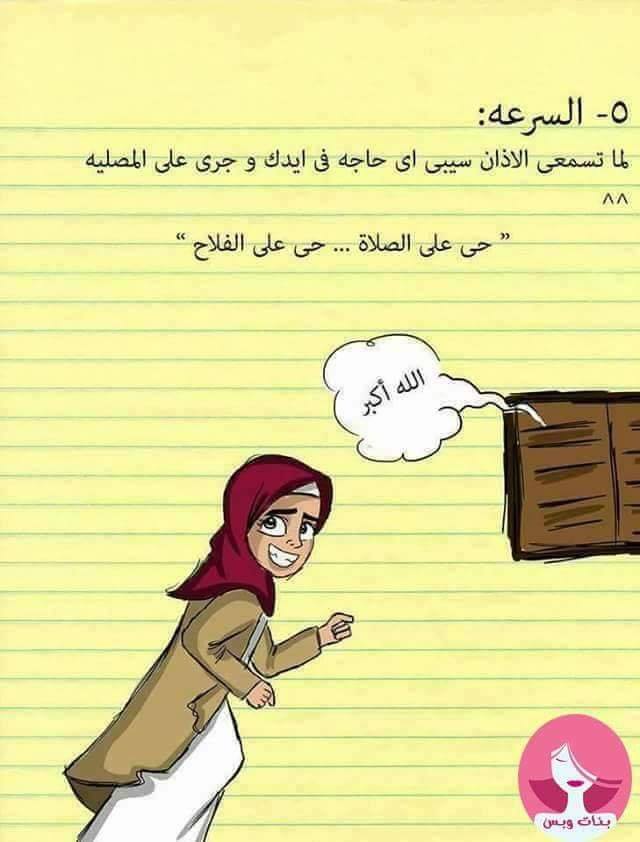 ٥- السرعه:
لما تسمعى الاذان سيبى اى حاجه فى ايدك و جرى على المصليه
^^
” حى على الصلاة ... حى على الفلاح “
الله أكبر
بنات وبس